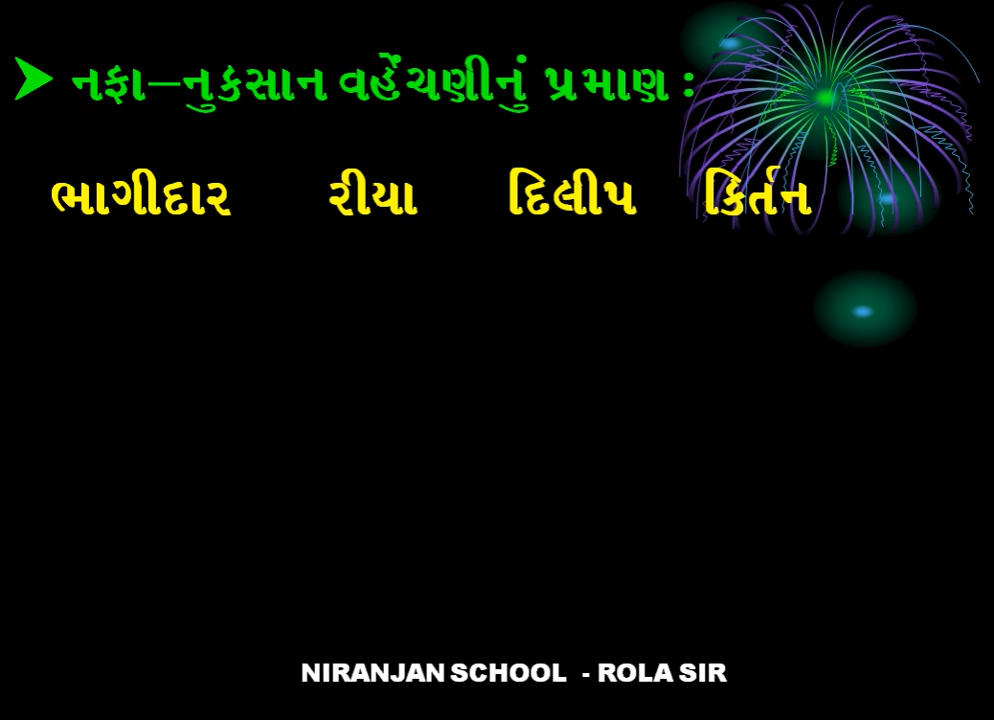 ➤ નફા–નુકસાન વહેંચણીનું પ્રમાણ :
ભાગીદાર રીયા દિલીપ કિર્તન
NIRANJAN SCHOOL - ROLA SIR